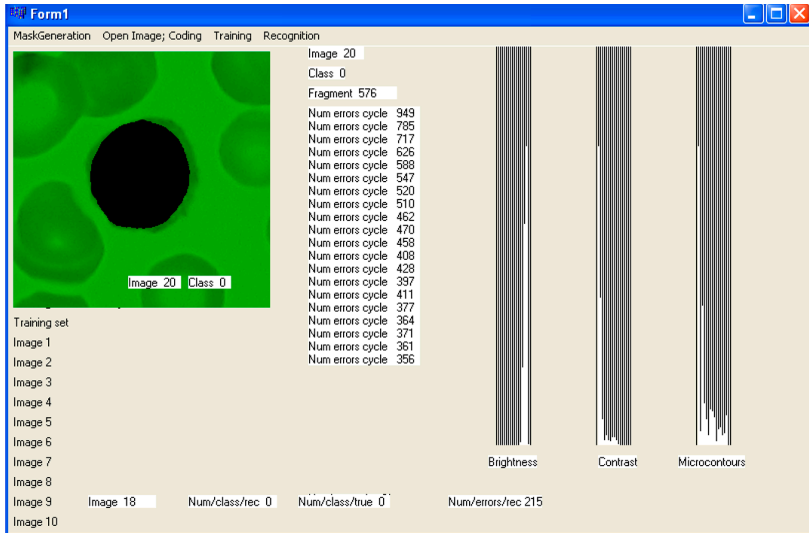 Form1
MaskGeneration Open Image; Coding Training Recognition
Image 20
Class 0
Fragment 576
Num errors cycle 949
Num errors cycle 785
Num errors cycle 717
Num errors cycle 626
Num errors cycle 588
Num errors cycle 547
Num errors cycle 520
Num errors cycle 510
Num errors cycle 462
Num errors cycle 470
Num errors cycle 458
Num errors cycle 408
Num errors cycle 428
Num errors cycle 397
Num errors cycle 411
Num errors cycle 377
Num errors cycle 364
Num errors cycle 371
Num errors cycle 361
Num errors cycle 356
Image 20 Class 0
Training set
Image 1
Image 2
Image 3
Image 4
Image 5
Image 6
Image 7
Brightness Contrast Microcontours
Image 8
Image 9 Image 18 Num/class/rec 0 Num/class/true 0 Num/errors/rec 215
Image 10